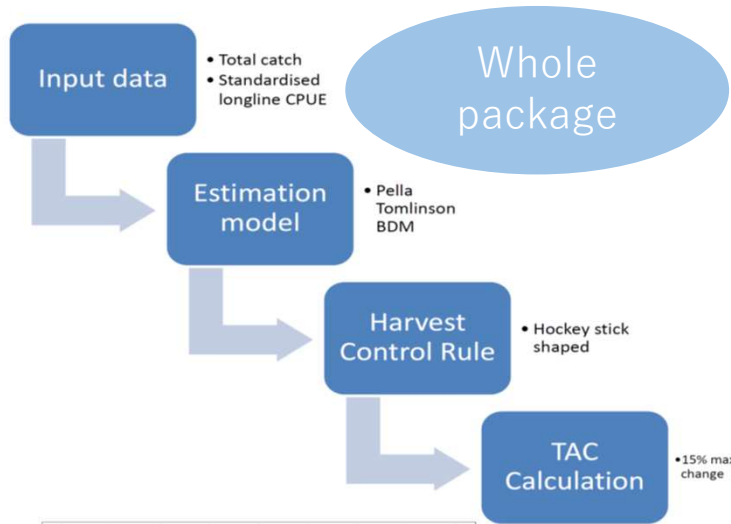 Whole
package
Input data
• Total catch
• Standardised
longline CPUE
Estimation
model
• Pella
Tomlinson
BDM
Harvest
Control Rule
• Hockey stick
shaped
TAC
Calculation
•15% max
change